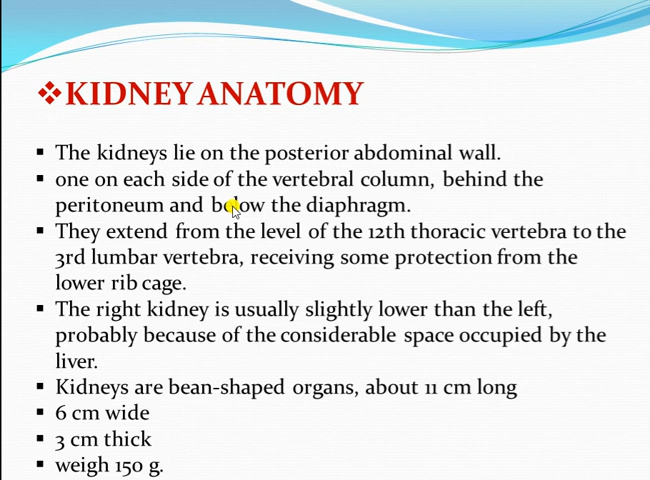 ❖KIDNEY ANATOMY
▪ The kidneys lie on the posterior abdominal wall.
▪ one on each side of the vertebral column, behind the
peritoneum and below the diaphragm.
▪ They extend from the level of the 12th thoracic vertebra to the
3rd lumbar vertebra, receiving some protection from the
lower rib cage.
▪ The right kidney is usually slightly lower than the left,
probably because of the considerable space occupied by the
liver.
▪ Kidneys are bean-shaped organs, about 11 cm long
▪ 6 cm wide
▪ 3 cm thick
▪ weigh 150 g.